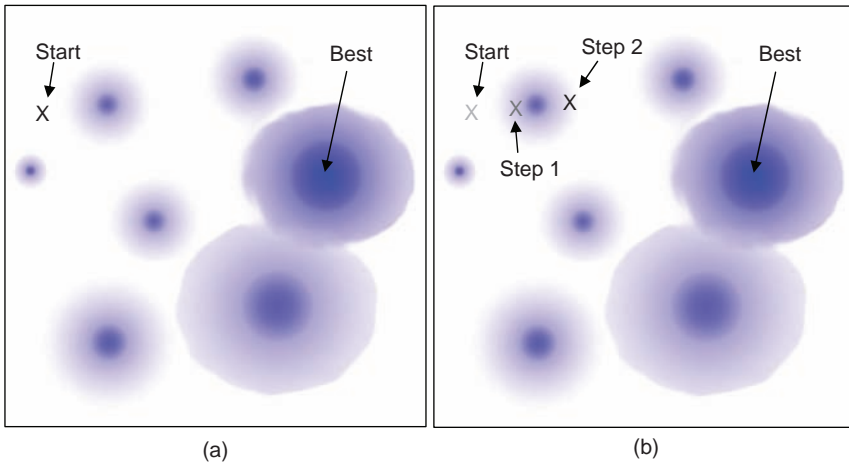 Start
Best
X
(a)
Start
Step 2
Best
X
X
X
Step 1
(b)